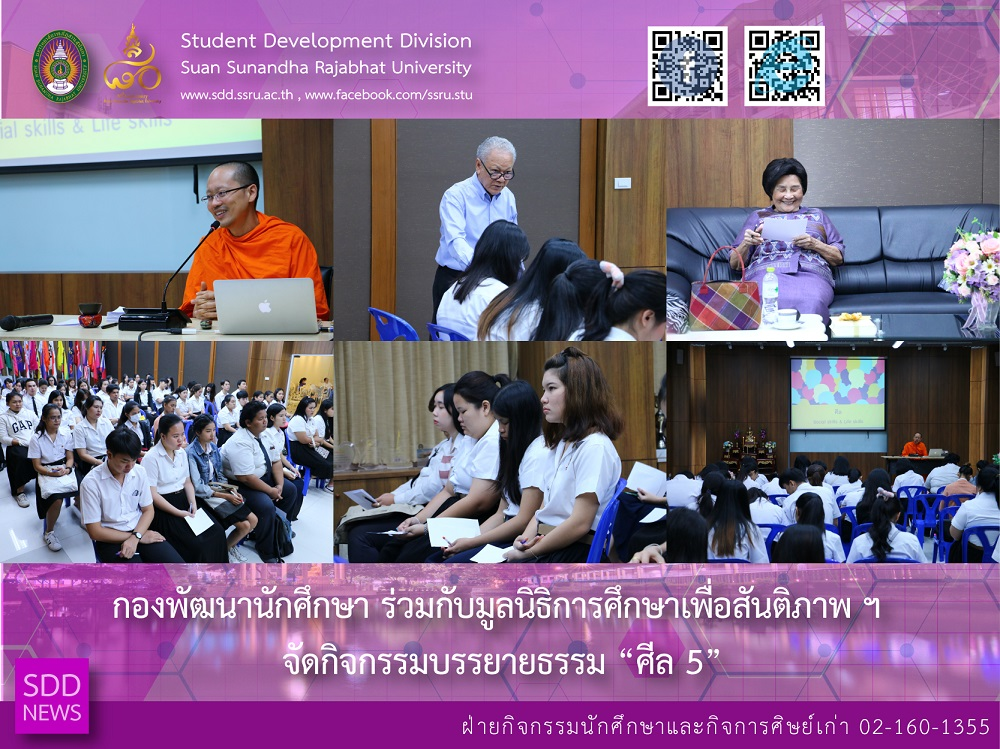 Student Development Division
Suan Sunandha Rajabhat University
www.sdd.ssru.ac.th , www.facebook.com/ssru.stu
ial skills & Life skills
GAP
กองพัฒนานักศึกษา ร่วมกับมูลนิธิการศึกษาเพื่อสันติภาพ ฯ
จัดกิจกรรมบรรยายธรรม “ศีล 5”
SDD
NEWS
ฝ่ายกิจกรรมนักศึกษาและกิจการศิษย์เก่า 02-160-1355